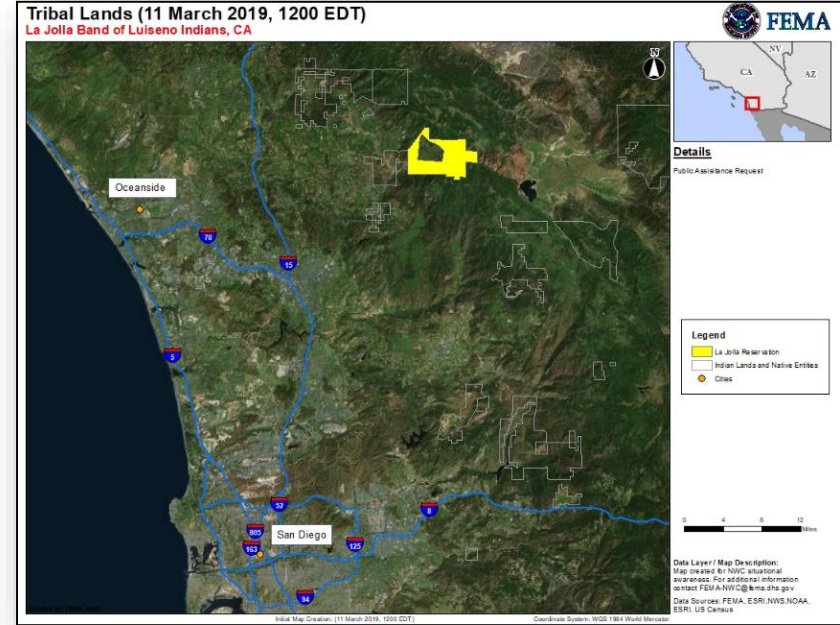 Tribal Lands (11 March 2019, 1200 EDT)
La Jolla Band of Luiseno Indians, CA
FEMA
N
NV
CA
AZ
Details
Public Assistance Request
Oceanside
78
15
5
52
805
163
San Diego
125
8
94
Legend
La Jolla Reservation
Indian Lands and Native Entities
Cities
0 4 8 12
Miles
Data Layer / Map Description:
Map created for NWC situational
awareness. For additional information
contact FEMA-NWC@fema.dhs.gov
Data Sources: FEMA, ESRI, NWS, NOAA,
ESRI, US Census
Initial Map Creation: (11 March 2019, 1200 EDT)
Coordinate System: WGS 1984 World Mercator